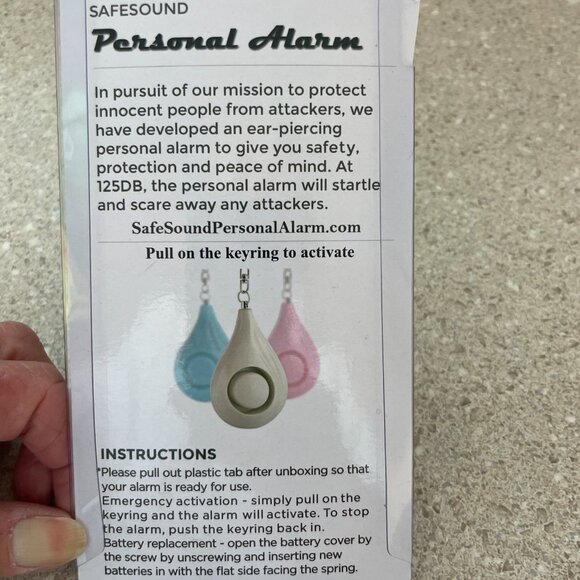 SAFESOUND
Personal Alarm
In pursuit of our mission to protect
innocent people from attackers, we
have developed an ear-piercing
personal alarm to give you safety,
protection and peace of mind. At
125DB, the personal alarm will startle
and scare away any attackers.
SafeSoundPersonalAlarm.com
Pull on the keyring to activate
INSTRUCTIONS
*Please pull out plastic tab after unboxing so that
your alarm is ready for use.
Emergency activation - simply pull on the
keyring and the alarm will activate. To stop
the alarm, push the keyring back in.
Battery replacement - open the battery cover by
the screw by unscrewing and inserting new
batteries in with the flat side facing the spring.